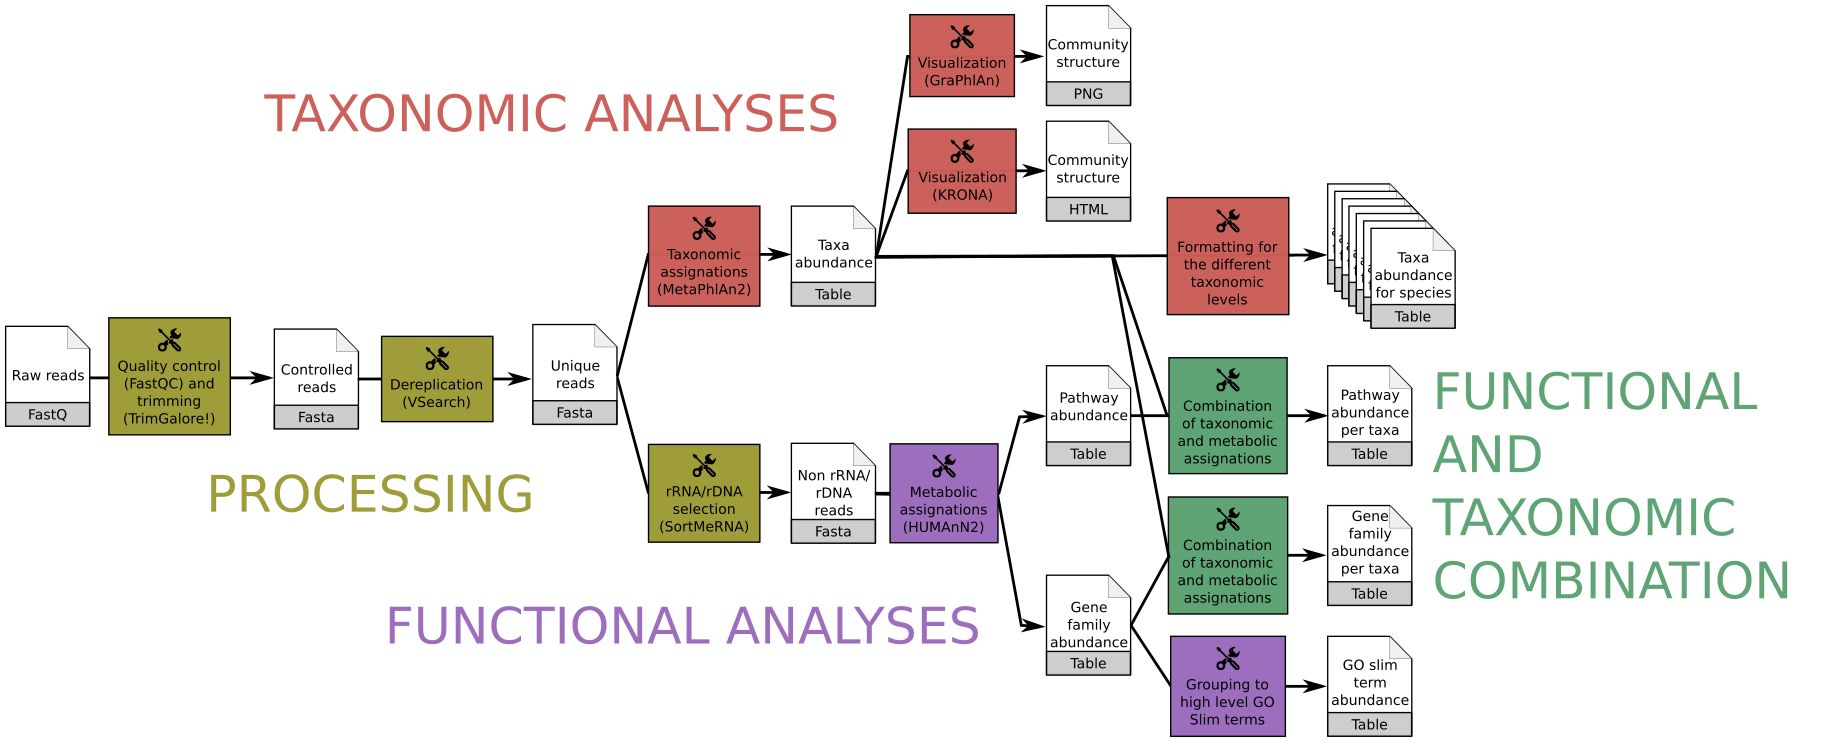 TAXONOMIC ANALYSES
Visualization
(GraPhlAn)
Community
structure
PNG
Visualization
(KRONA)
Community
structure
HTML
Taxonomic
assignations
(MetaPhlAn2)
Taxa
abundance
Table
Formatting for
the different
taxonomic
levels
Taxa
abundance
for species
Table
Raw reads
FastQ
Quality control
(FastQC) and
trimming
(TrimGalore!)
Controlled
reads
Fasta
Dereplication
(VSearch)
Unique
reads
Fasta
PROCESSING
rRNA/rDNA
selection
(SortMeRNA)
Non rRNA/
rDNA
reads
Fasta
Metabolic
assignations
(HUMAnN2)
FUNCTIONAL ANALYSES
Pathway
abundance
Table
Combination
of taxonomic
and metabolic
assignations
Pathway
abundance
per taxa
Table
Gene
family
abundance
Table
Combination
of taxonomic
and metabolic
assignations
Gene
family
abundance
per taxa
Table
Grouping to
high level GO
Slim terms
GO slim
term
abundance
Table
FUNCTIONAL
AND
TAXONOMIC
COMBINATION